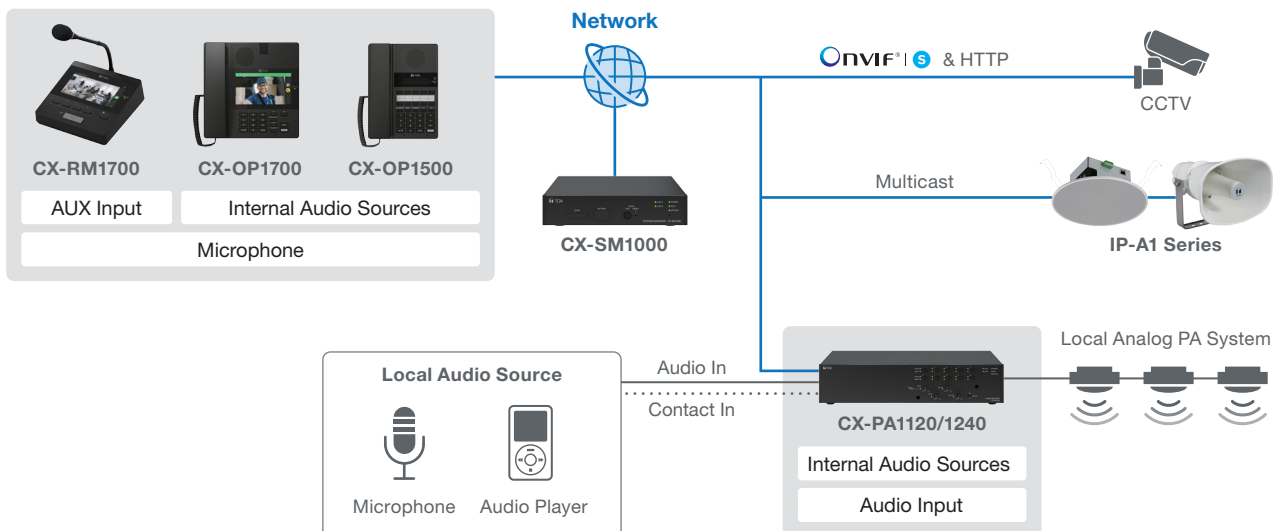 Network
ONVIF® | S & HTTP
CCTV
CX-RM1700
CX-OP1700
CX-OP1500
AUX Input
Internal Audio Sources
Microphone
TOA
CX-SM1000
Multicast
IP-A1 Series
Local Audio Source
Microphone
Audio Player
Audio In
Contact In
CX-PA1120/1240
Internal Audio Sources
Audio Input
Local Analog PA System